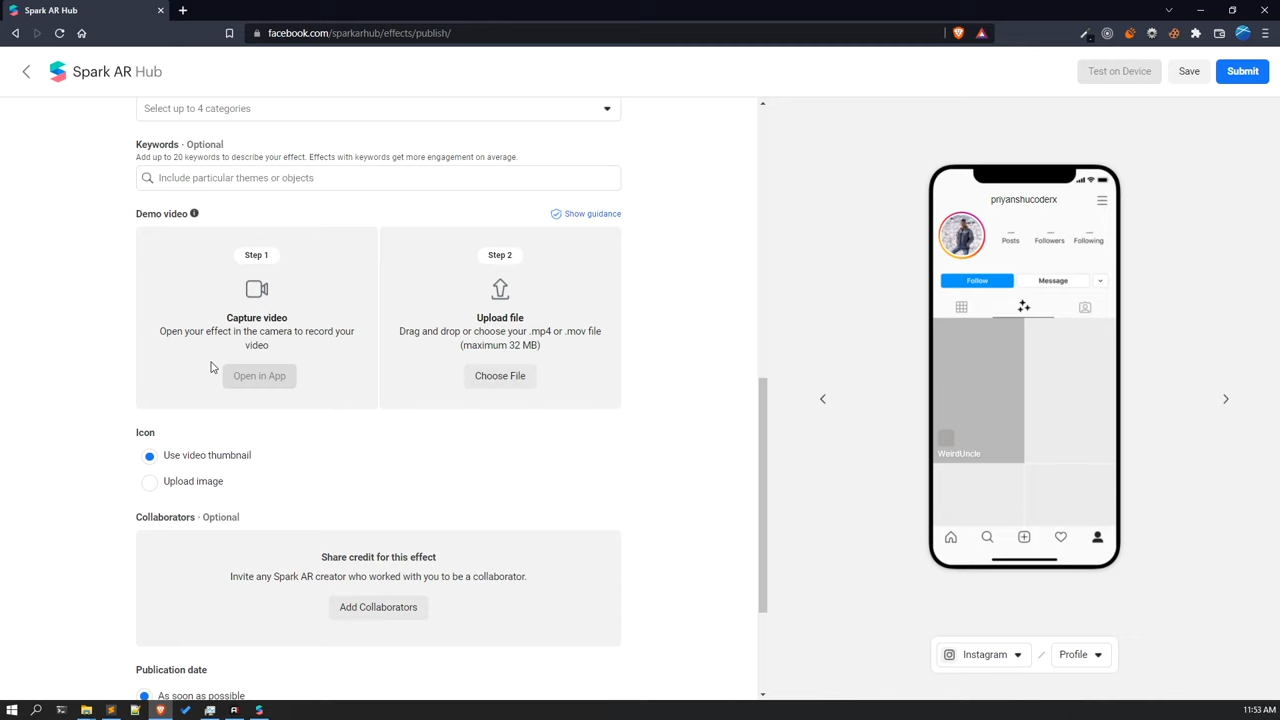 Spark AR Hub
facebook.com/sparkarhub/effects/publish/
Spark AR Hub
Test on Device
Save
Submit
Select up to 4 categories
Keywords · Optional
Add up to 20 keywords to describe your effect. Effects with keywords get more engagement on average.
Include particular themes or objects
Demo video
Show guidance
Step 1
Capture video
Open your effect in the camera to record your
video
Open in App
Step 2
Upload file
Drag and drop or choose your .mp4 or .mov file
(maximum 32 MB)
Choose File
Icon
Use video thumbnail
Upload image
Collaborators · Optional
Share credit for this effect
Invite any Spark AR creator who worked with you to be a collaborator.
Add Collaborators
Publication date
As soon as possible
priyanshucoderx
Posts
Followers
Following
Follow
Message
WeirdUncle
Instagram
/
Profile
11:53 AM